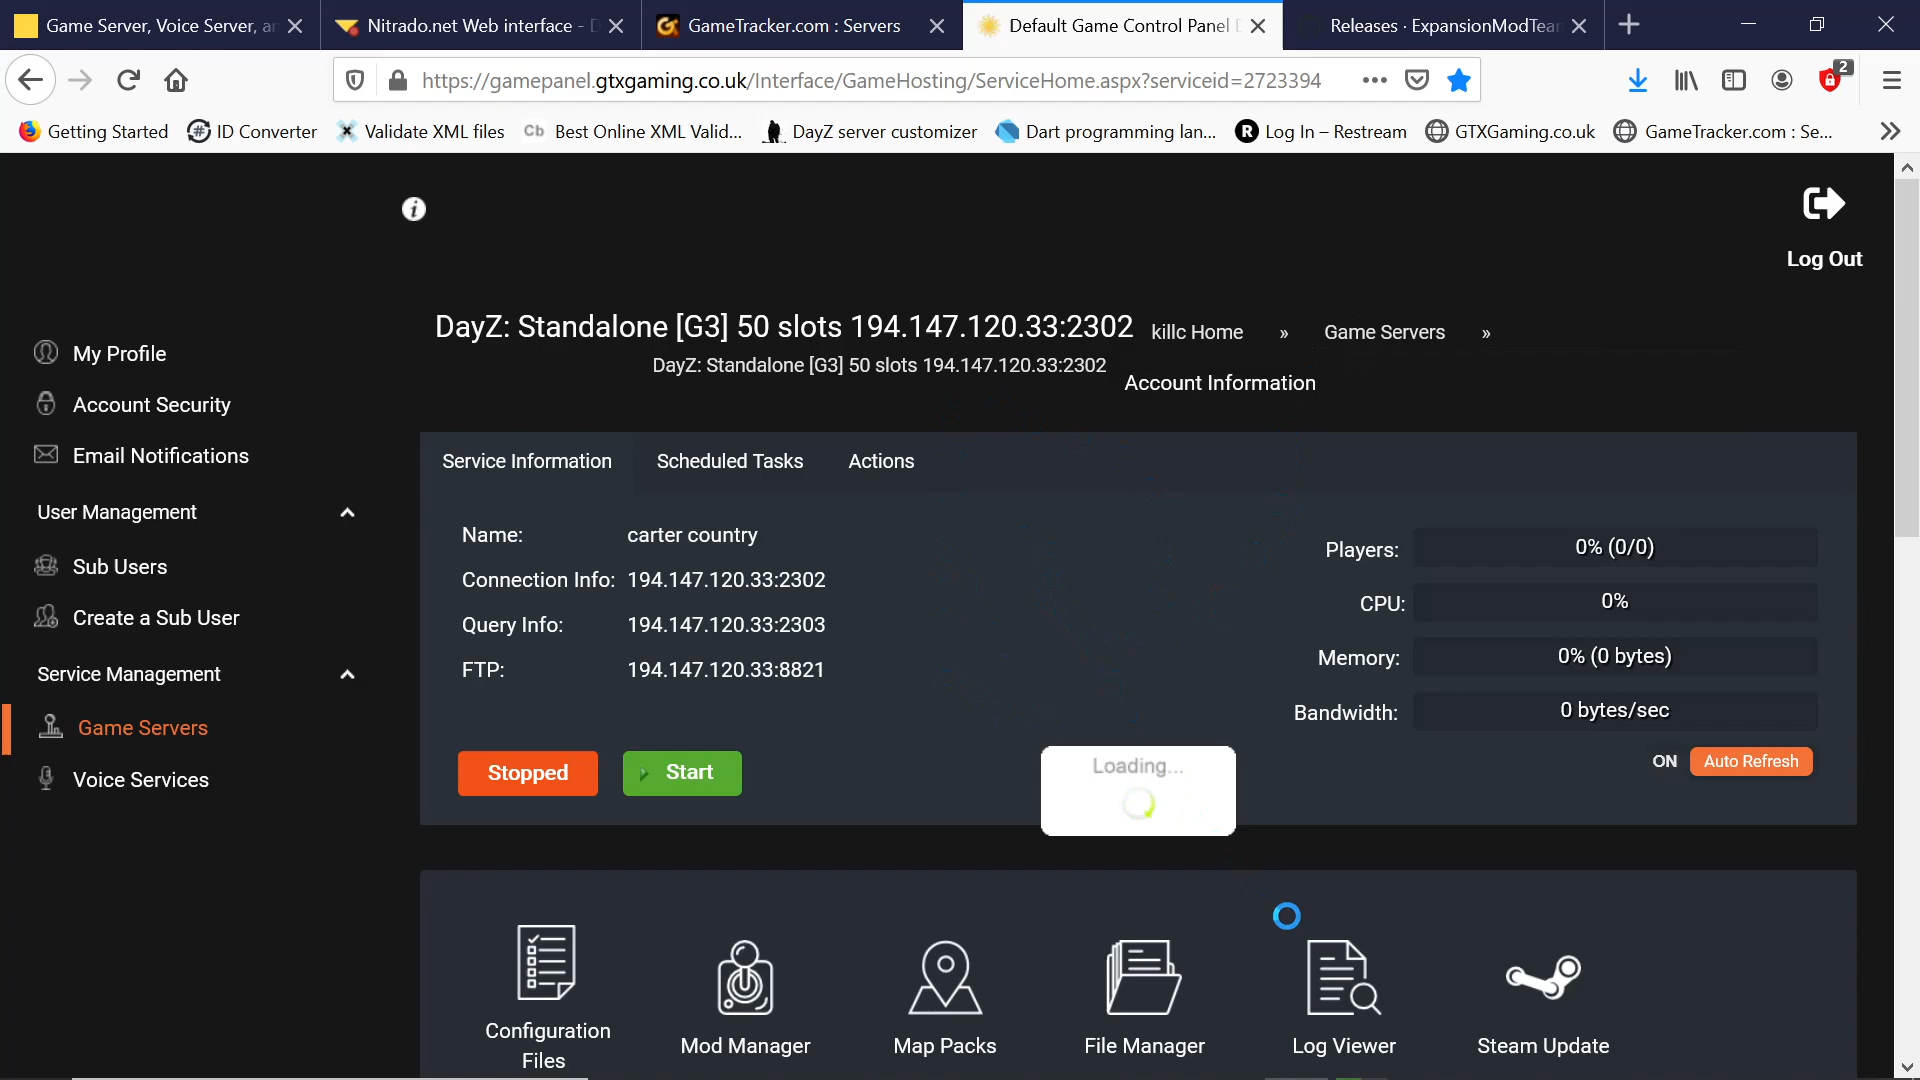 Game Server, Voice Server, ar
Nitrado.net Web interface - D
GameTracker.com : Servers
Default Game Control Panel D
Releases · ExpansionModTeam
https://gamepanel.gtxgaming.co.uk/Interface/GameHosting/ServiceHome.aspx?serviceid=2723394
2
Getting Started
ID Converter
Validate XML files
Cb Best Online XML Valid...
DayZ server customizer
Dart programming lan...
R Log In – Restream
GTXGaming.co.uk
GameTracker.com : Se...
i
Log Out
DayZ: Standalone [G3] 50 slots 194.147.120.33:2302
killc Home » Game Servers »
DayZ: Standalone [G3] 50 slots 194.147.120.33:2302
Account Information
My Profile
Account Security
Email Notifications
User Management
Sub Users
Create a Sub User
Service Management
Game Servers
Voice Services
Service Information Scheduled Tasks Actions
Name: carter country
Connection Info: 194.147.120.33:2302
Query Info: 194.147.120.33:2303
FTP: 194.147.120.33:8821
Players: 0% (0/0)
CPU: 0%
Memory: 0% (0 bytes)
Bandwidth: 0 bytes/sec
ON Auto Refresh
Stopped Start
Loading...
Configuration
Files
Mod Manager
Map Packs
File Manager
Log Viewer
Steam Update